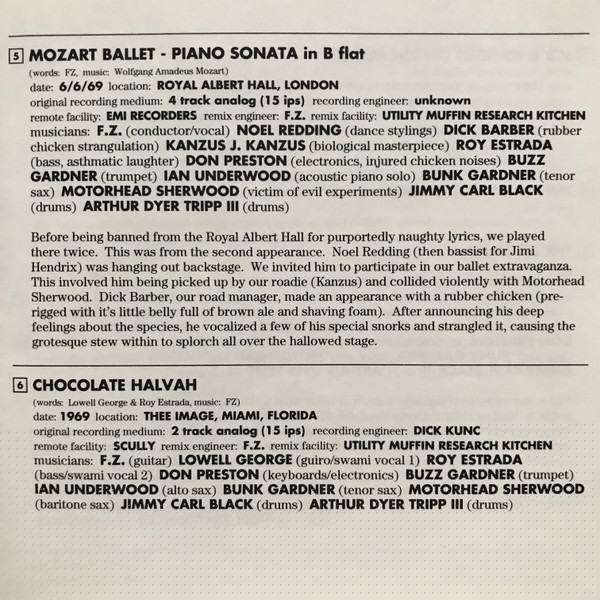 5 MOZART BALLET - PIANO SONATA in B flat
(words: FZ, music: Wolfgang Amadeus Mozart)
date: 6/6/69 location: ROYAL ALBERT HALL, LONDON
original recording medium: 4 track analog (15 ips) recording engineer: unknown
remote facility: EMI RECORDERS remix engineer: F.Z. remix facility: UTILITY MUFFIN RESEARCH KITCHEN
musicians: F.Z. (conductor/vocal) NOEL REDDING (dance stylings) DICK BARBER (rubber
chicken strangulation) KANZUS J. KANZUS (biological masterpiece) ROY ESTRADA
(bass, asthmatic laughter) DON PRESTON (electronics, injured chicken noises) BUZZ
GARDNER (trumpet) IAN UNDERWOOD (acoustic piano solo) BUNK GARDNER (tenor
sax) MOTORHEAD SHERWOOD (victim of evil experiments) JIMMY CARL BLACK
(drums) ARTHUR DYER TRIPP III (drums)
Before being banned from the Royal Albert Hall for purportedly naughty lyrics, we played
there twice. This was from the second appearance. Noel Redding (then bassist for Jimi
Hendrix) was hanging out backstage. We invited him to participate in our ballet extravaganza.
This involved him being picked up by our roadie (Kanzus) and collided violently with Motorhead
Sherwood. Dick Barber, our road manager, made an appearance with a rubber chicken (pre-
rigged with it's little belly full of brown ale and shaving foam). After announcing his deep
feelings about the species, he vocalized a few of his special snorks and strangled it, causing the
grotesque stew within to splorch all over the hallowed stage.
6 CHOCOLATE HALVAH
(words: Lowell George & Roy Estrada, music: FZ)
date: 1969 location: THEE IMAGE, MIAMI, FLORIDA
original recording medium: 2 track analog (15 ips) recording engineer: DICK KUNC
remote facility: SCULLY remix engineer: F.Z. remix facility: UTILITY MUFFIN RESEARCH KITCHEN
musicians: F.Z. (guitar) LOWELL GEORGE (guiro/swami vocal 1) ROY ESTRADA
(bass/swami vocal 2) DON PRESTON (keyboards/electronics) BUZZ GARDNER (trumpet)
IAN UNDERWOOD (alto sax) BUNK GARDNER (tenor sax) MOTORHEAD SHERWOOD
(baritone sax) JIMMY CARL BLACK (drums) ARTHUR DYER TRIPP III (drums)